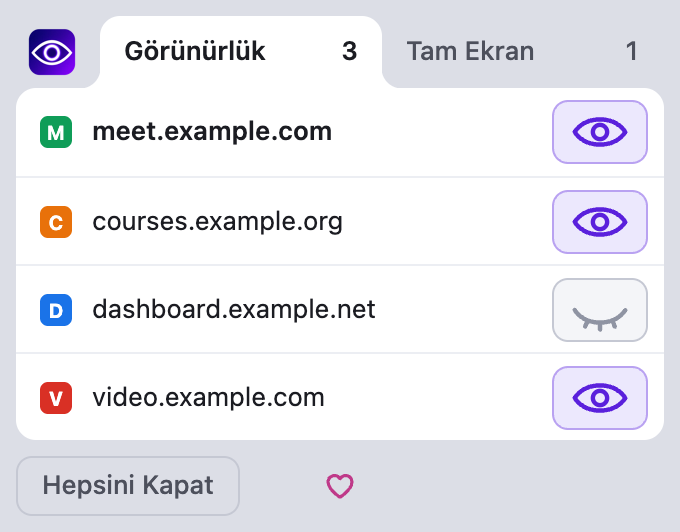 Görünürlük 3 Tam Ekran 1
M meet.example.com
C courses.example.org
D dashboard.example.net
V video.example.com
Hepsini Kapat